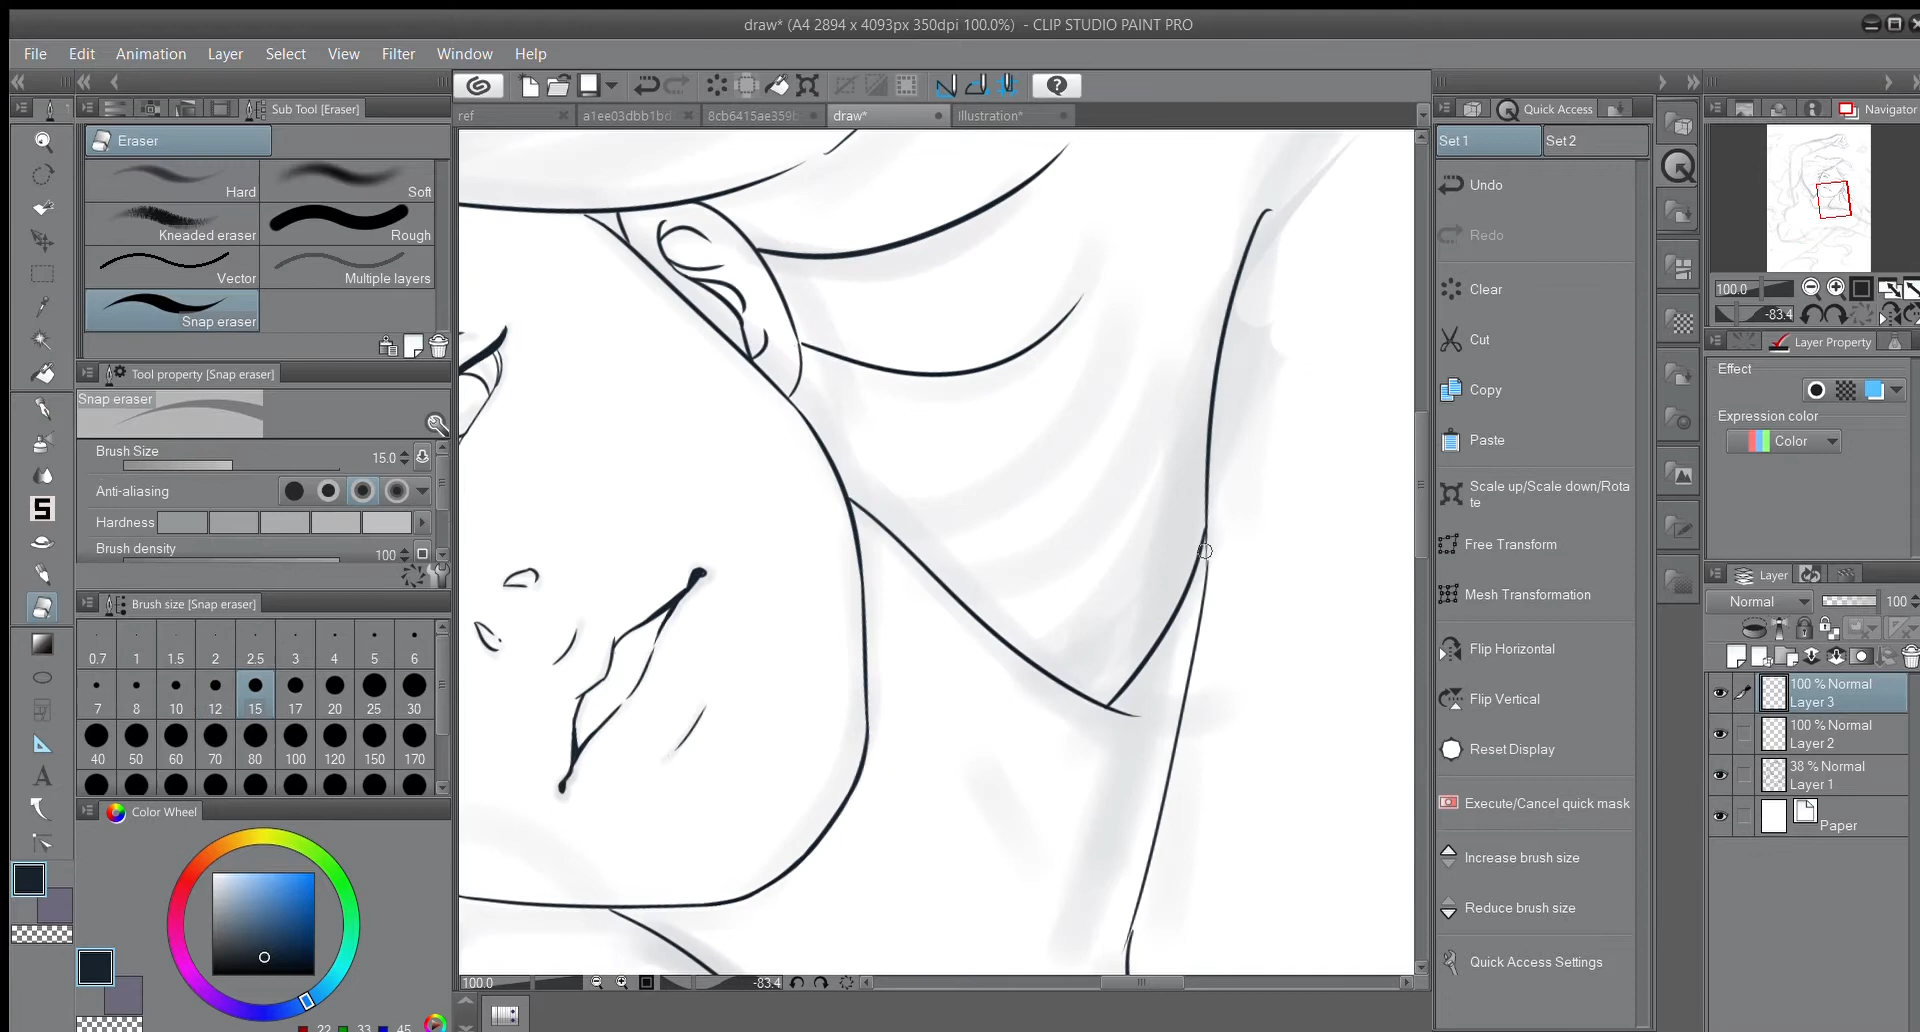 draw* (A4 2894 x 4093px 350dpi 100.0%) - CLIP STUDIO PAINT PRO
File Edit Animation Layer Select View Filter Window Help
Sub Tool [Eraser]
Eraser
Hard Soft
Kneaded eraser Rough
Vector Multiple layers
Snap eraser
Tool property [Snap eraser]
Snap eraser
Brush Size 15.0
Anti-aliasing
Hardness
Brush density 100
Brush size [Snap eraser]
0.7 1 1.5 2 2.5 3 4 5 6
7 8 10 12 15 17 20 25 30
40 50 60 70 80 100 120 150 170
Color Wheel
22 33 45
ref a1ee03dbb1bd 8cb6415ae359b draw* Illustration*
100.0 -83.4
Quick Access
Set 1 Set 2
Undo
Redo
Clear
Cut
Copy
Paste
Scale up/Scale down/Rota
te
Free Transform
Mesh Transformation
Flip Horizontal
Flip Vertical
Reset Display
Execute/Cancel quick mask
Increase brush size
Reduce brush size
Quick Access Settings
Navigator
100.0
-83.4
Layer Property
Effect
Expression color
Color
Layer
Normal 100
100 % Normal
Layer 3
100 % Normal
Layer 2
38 % Normal
Layer 1
Paper